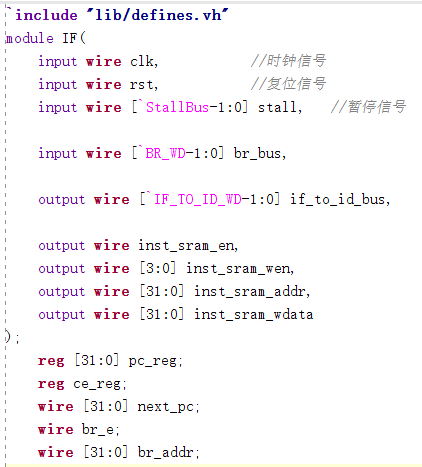 `include "lib/defines.vh"
module IF(
input wire clk, //时钟信号
input wire rst, //复位信号
input wire [`StallBus-1:0] stall, //暂停信号
input wire [`BR_WD-1:0] br_bus,
output wire [`IF_TO_ID_WD-1:0] if_to_id_bus,
output wire inst_sram_en,
output wire [3:0] inst_sram_wen,
output wire [31:0] inst_sram_addr,
output wire [31:0] inst_sram_wdata
);
reg [31:0] pc_reg;
reg ce_reg;
wire [31:0] next_pc;
wire br_e;
wire [31:0] br_addr;